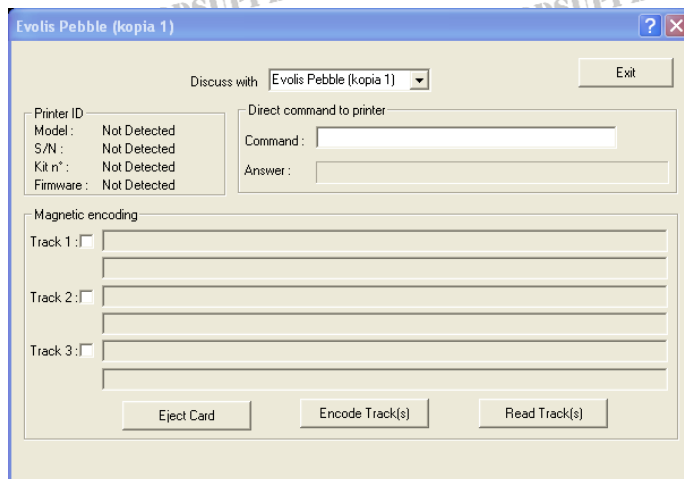 Evolis Pebble (kopia 1)
Discuss with Evolis Pebble (kopia 1)
Exit
Printer ID
Model : Not Detected
S/N : Not Detected
Kit n° : Not Detected
Firmware : Not Detected
Direct command to printer
Command :
Answer :
Magnetic encoding
Track 1 :
Track 2 :
Track 3 :
Eject Card
Encode Track(s)
Read Track(s)